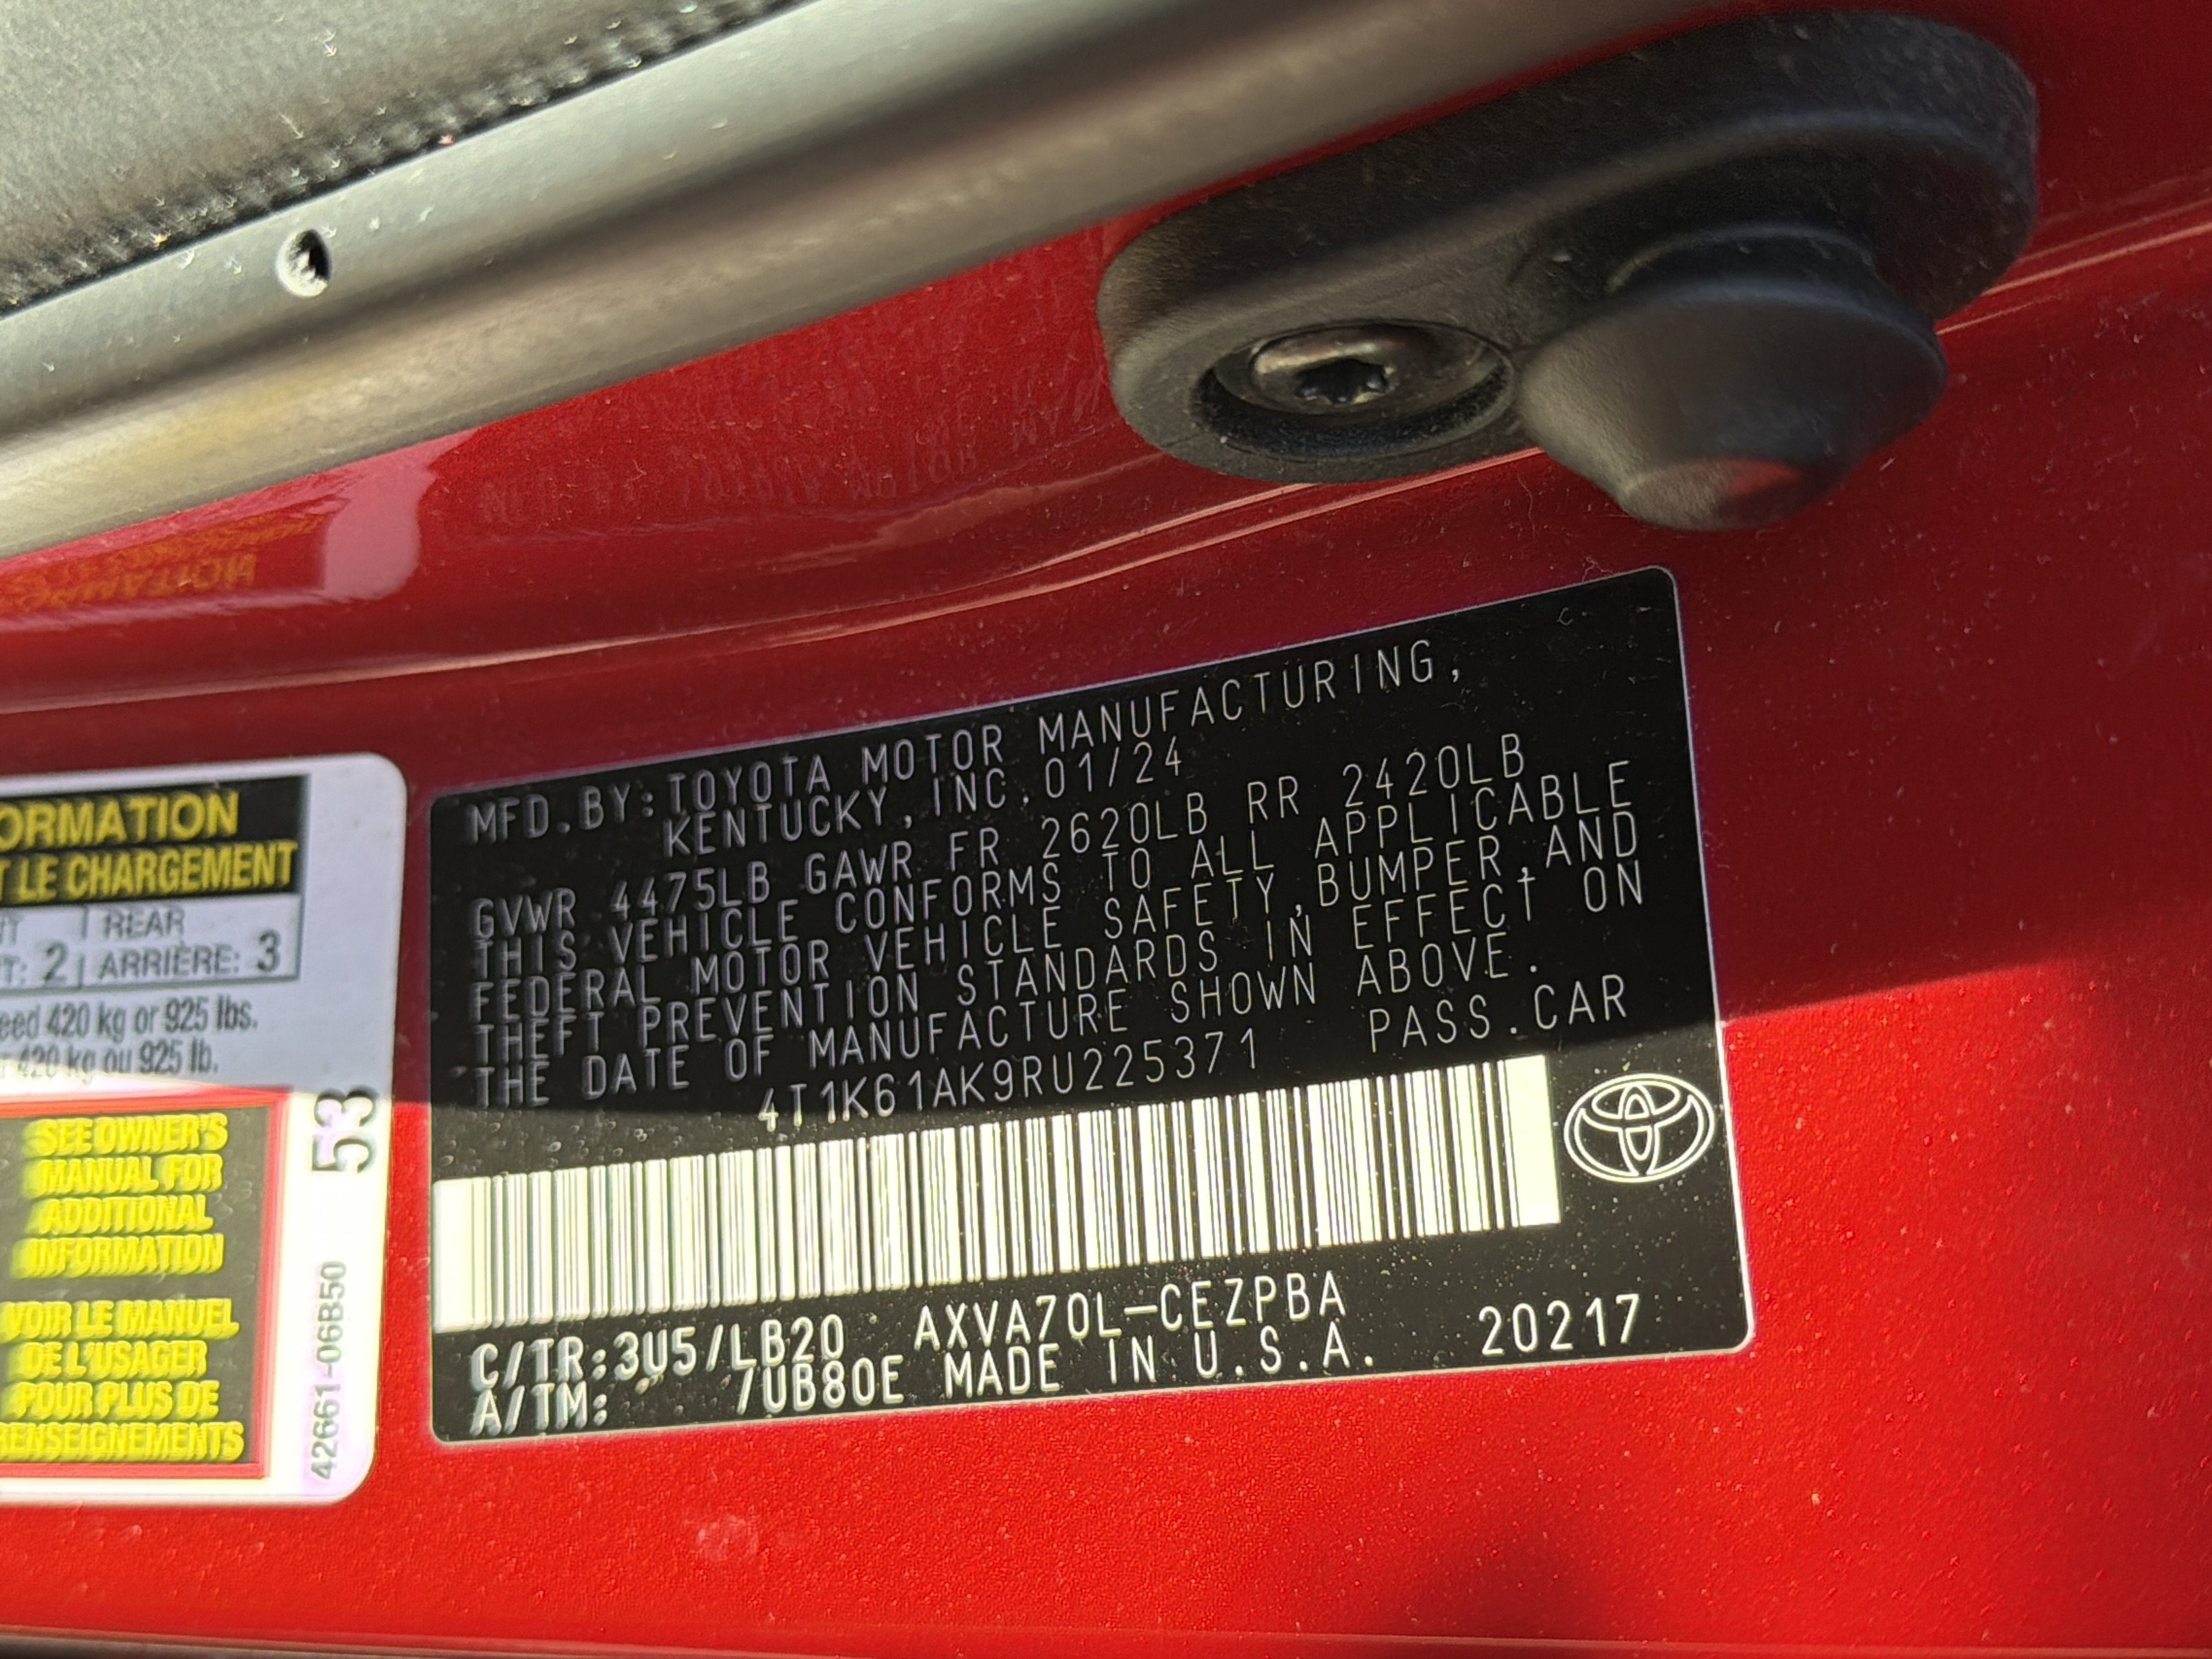 ORMATION
T LE CHARGEMENT
REAR
T: 2 ARRIÈRE: 3
eed 420 kg or 925 lbs.
r 420 kg ou 925 lb.
SEE OWNER'S
MANUAL FOR
ADDITIONAL
INFORMATION
VOIR LE MANUEL
DE L'USAGER
POUR PLUS DE
RENSEIGNEMENTS
53
42661-06B50
MFD.BY:TOYOTA MOTOR MANUFACTURING,
KENTUCKY,INC.01/24
GVWR 4475LB GAWR FR 2620LB RR 2420LB
THIS VEHICLE CONFORMS TO ALL APPLICABLE
FEDERAL MOTOR VEHICLE SAFETY,BUMPER,AND
THEFT PREVENTION STANDARDS IN EFFECT ON
THE DATE OF MANUFACTURE SHOWN ABOVE.
4T1K61AK9RU225371 PASS.CAR
C/TR:3U5/LB20 AXVA70L-CEZPBA
A/TM: /UB80E MADE IN U.S.A. 20217